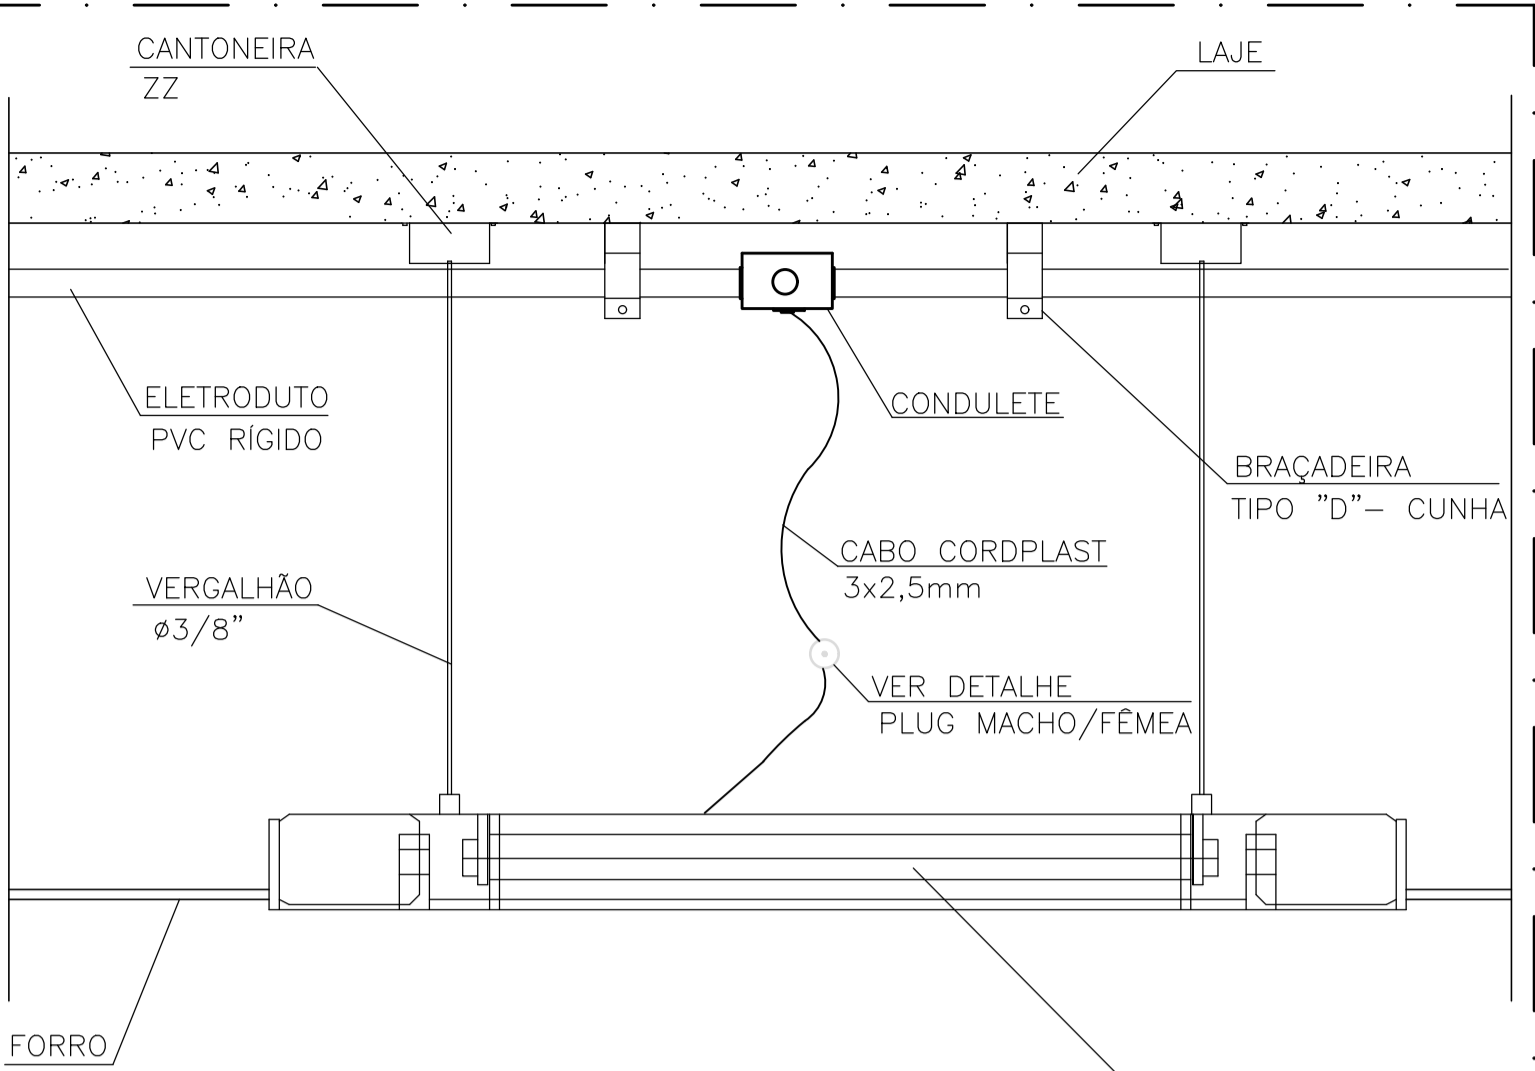 CANTONEIRA
ZZ
LAJE
ELETRODUTO
PVC RÍGIDO
CONDULETE
BRAÇADEIRA
TIPO ”D”– CUNHA
CABO CORDPLAST
3x2,5mm
VERGALHÃO
ø3/8”
VER DETALHE
PLUG MACHO/FÊMEA
FORRO